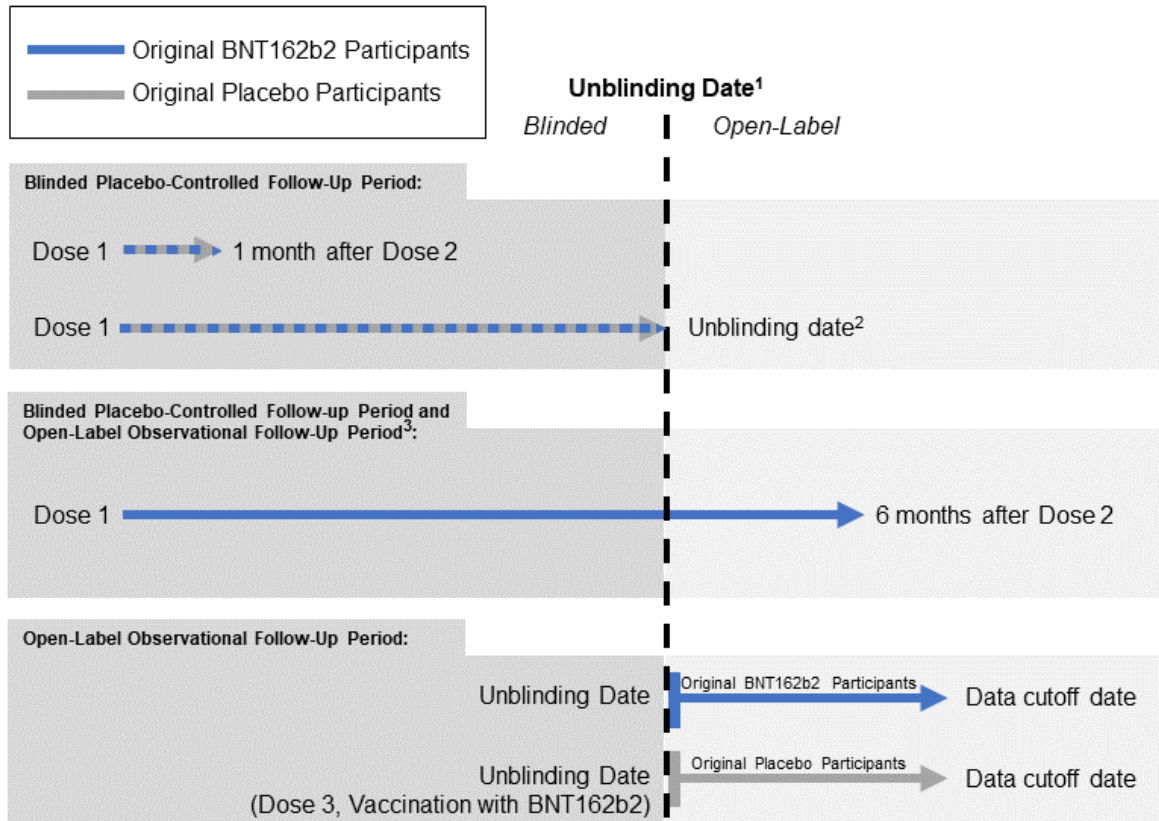 Original BNT162b2 Participants
Original Placebo Participants
Unblinding Date¹
Blinded
Open-Label
Blinded Placebo-Controlled Follow-Up Period:
Dose 1
1 month after Dose 2
Dose 1
Unblinding date²
Blinded Placebo-Controlled Follow-up Period and
Open-Label Observational Follow-Up Period³:
Dose 1
6 months after Dose 2
Open-Label Observational Follow-Up Period:
Unblinding Date
Original BNT162b2 Participants
Data cutoff date
Unblinding Date
(Dose 3, Vaccination with BNT162b2)
Original Placebo Participants
Data cutoff date